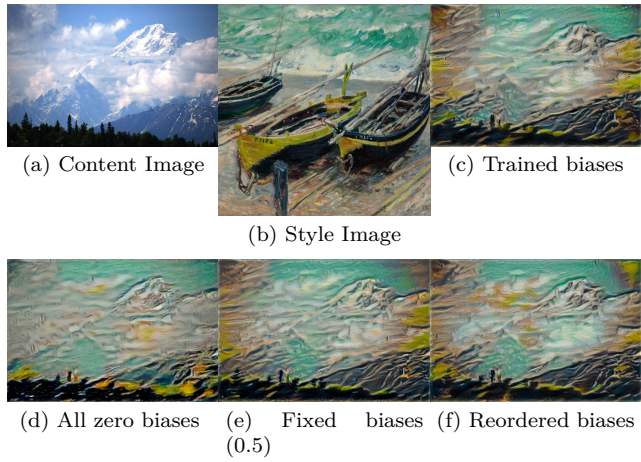 (a) Content Image
(b) Style Image
(c) Trained biases
(d) All zero biases
(e) Fixed biases (0.5)
(f) Reordered biases